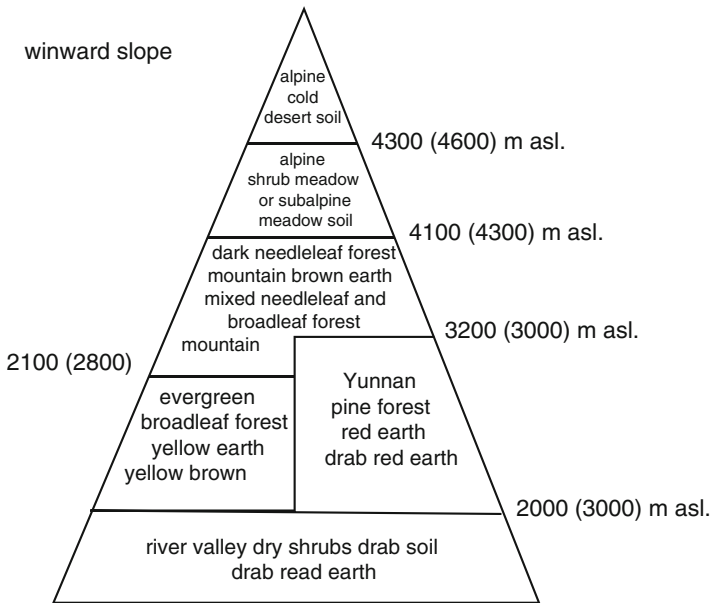 winward slope
alpine
cold
desert soil
4300 (4600) m asl.
alpine
shrub meadow
or subalpine
meadow soil
4100 (4300) m asl.
dark needleleaf forest
mountain brown earth
mixed needleleaf and
broadleaf forest
mountain
3200 (3000) m asl.
2100 (2800)
evergreen
broadleaf forest
yellow earth
yellow brown
Yunnan
pine forest
red earth
drab red earth
2000 (3000) m asl.
river valley dry shrubs drab soil
drab read earth